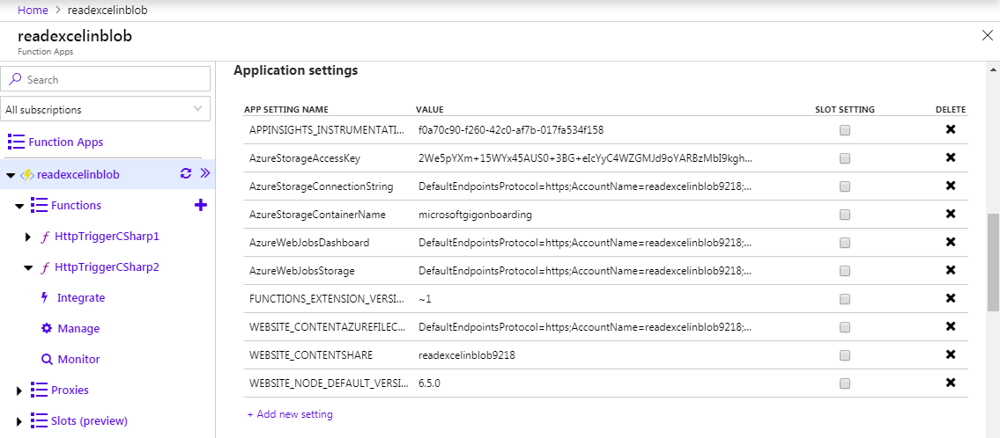 Home > readexcelinblob
readexcelinblob
Function Apps
Search
All subscriptions
Function Apps
readexcelinblob
Functions
HttpTriggerCSharp1
HttpTriggerCSharp2
Integrate
Manage
Monitor
Proxies
Slots (preview)
Application settings
APP SETTING NAME VALUE SLOT SETTING DELETE
APPINSIGHTS_INSTRUMENTATI... f0a70c90-f260-42c0-af7b-017fa534f158
AzureStorageAccessKey 2We5pYXm+15WYx45AUS0+3BG+eIcYyC4WZGMJd9oYARBzMbI9kgh...
AzureStorageConnectionString DefaultEndpointsProtocol=https;AccountName=readexcelinblob9218;...
AzureStorageContainerName microsoftgigonboarding
AzureWebJobsDashboard DefaultEndpointsProtocol=https;AccountName=readexcelinblob9218;...
AzureWebJobsStorage DefaultEndpointsProtocol=https;AccountName=readexcelinblob9218;...
FUNCTIONS_EXTENSION_VERSI... ~1
WEBSITE_CONTENTAZUREFILEC... DefaultEndpointsProtocol=https;AccountName=readexcelinblob9218;...
WEBSITE_CONTENTSHARE readexcelinblob9218
WEBSITE_NODE_DEFAULT_VERSI... 6.5.0
+ Add new setting